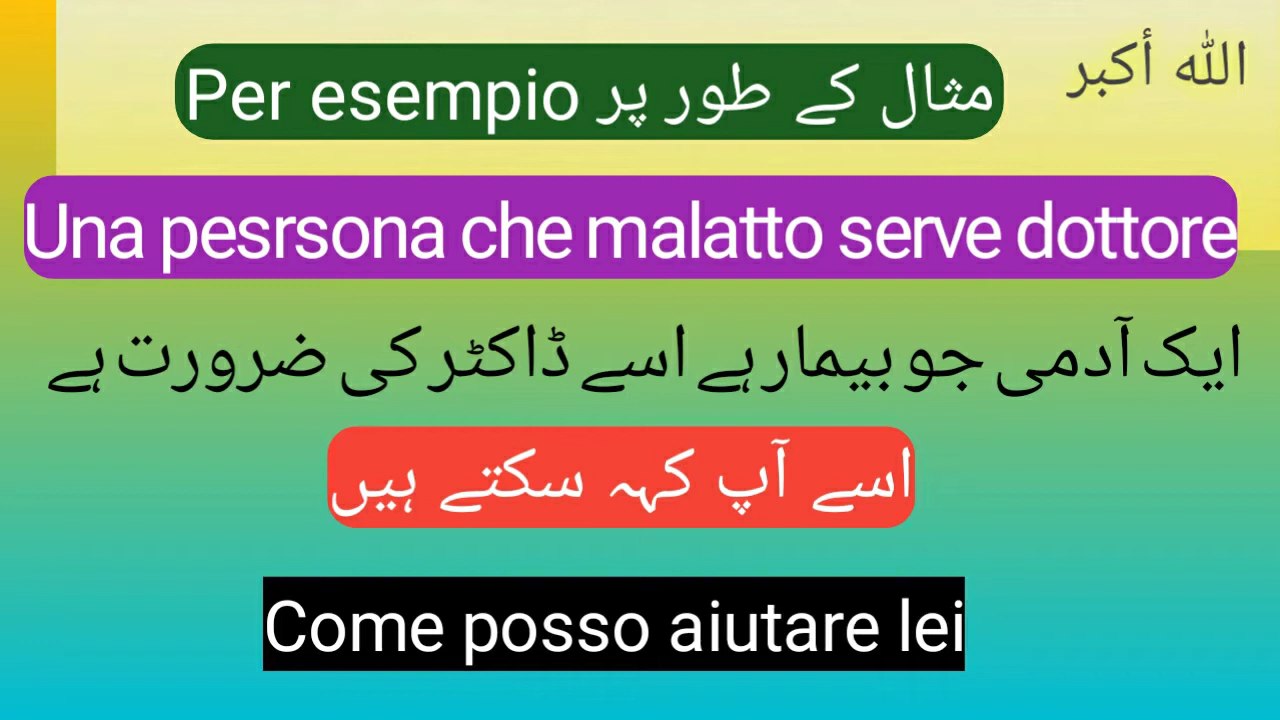 الله أكبر
Per esempio مثال کے طور پر
Una pesrsona che malatto serve dottore
ایک آدمی جو بیمار ہے اسے ڈاکٹر کی ضرورت ہے
اسے آپ کہہ سکتے ہیں
Come posso aiutare lei